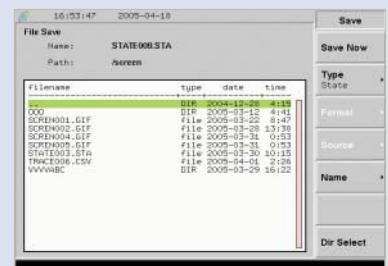 16:53:47 2005-04-18
File Save
Name: STATE009.STA
Path: /screen
filename type date time
.. DIR 2004-12-28 4:15
000 DIR 2005-03-12 4:41
SCREN001.GIF file 2005-03-22 8:47
SCREN002.GIF file 2005-03-28 13:38
SCREN004.GIF file 2005-03-31 0:53
SCREN005.GIF file 2005-03-31 0:53
STATE003.STA file 2005-03-30 10:15
TRACE006.CSV file 2005-04-01 2:26
VVVVABC DIR 2005-03-29 16:22
Save
Save Now
Type
State
Format
Source
Name
Dir Select